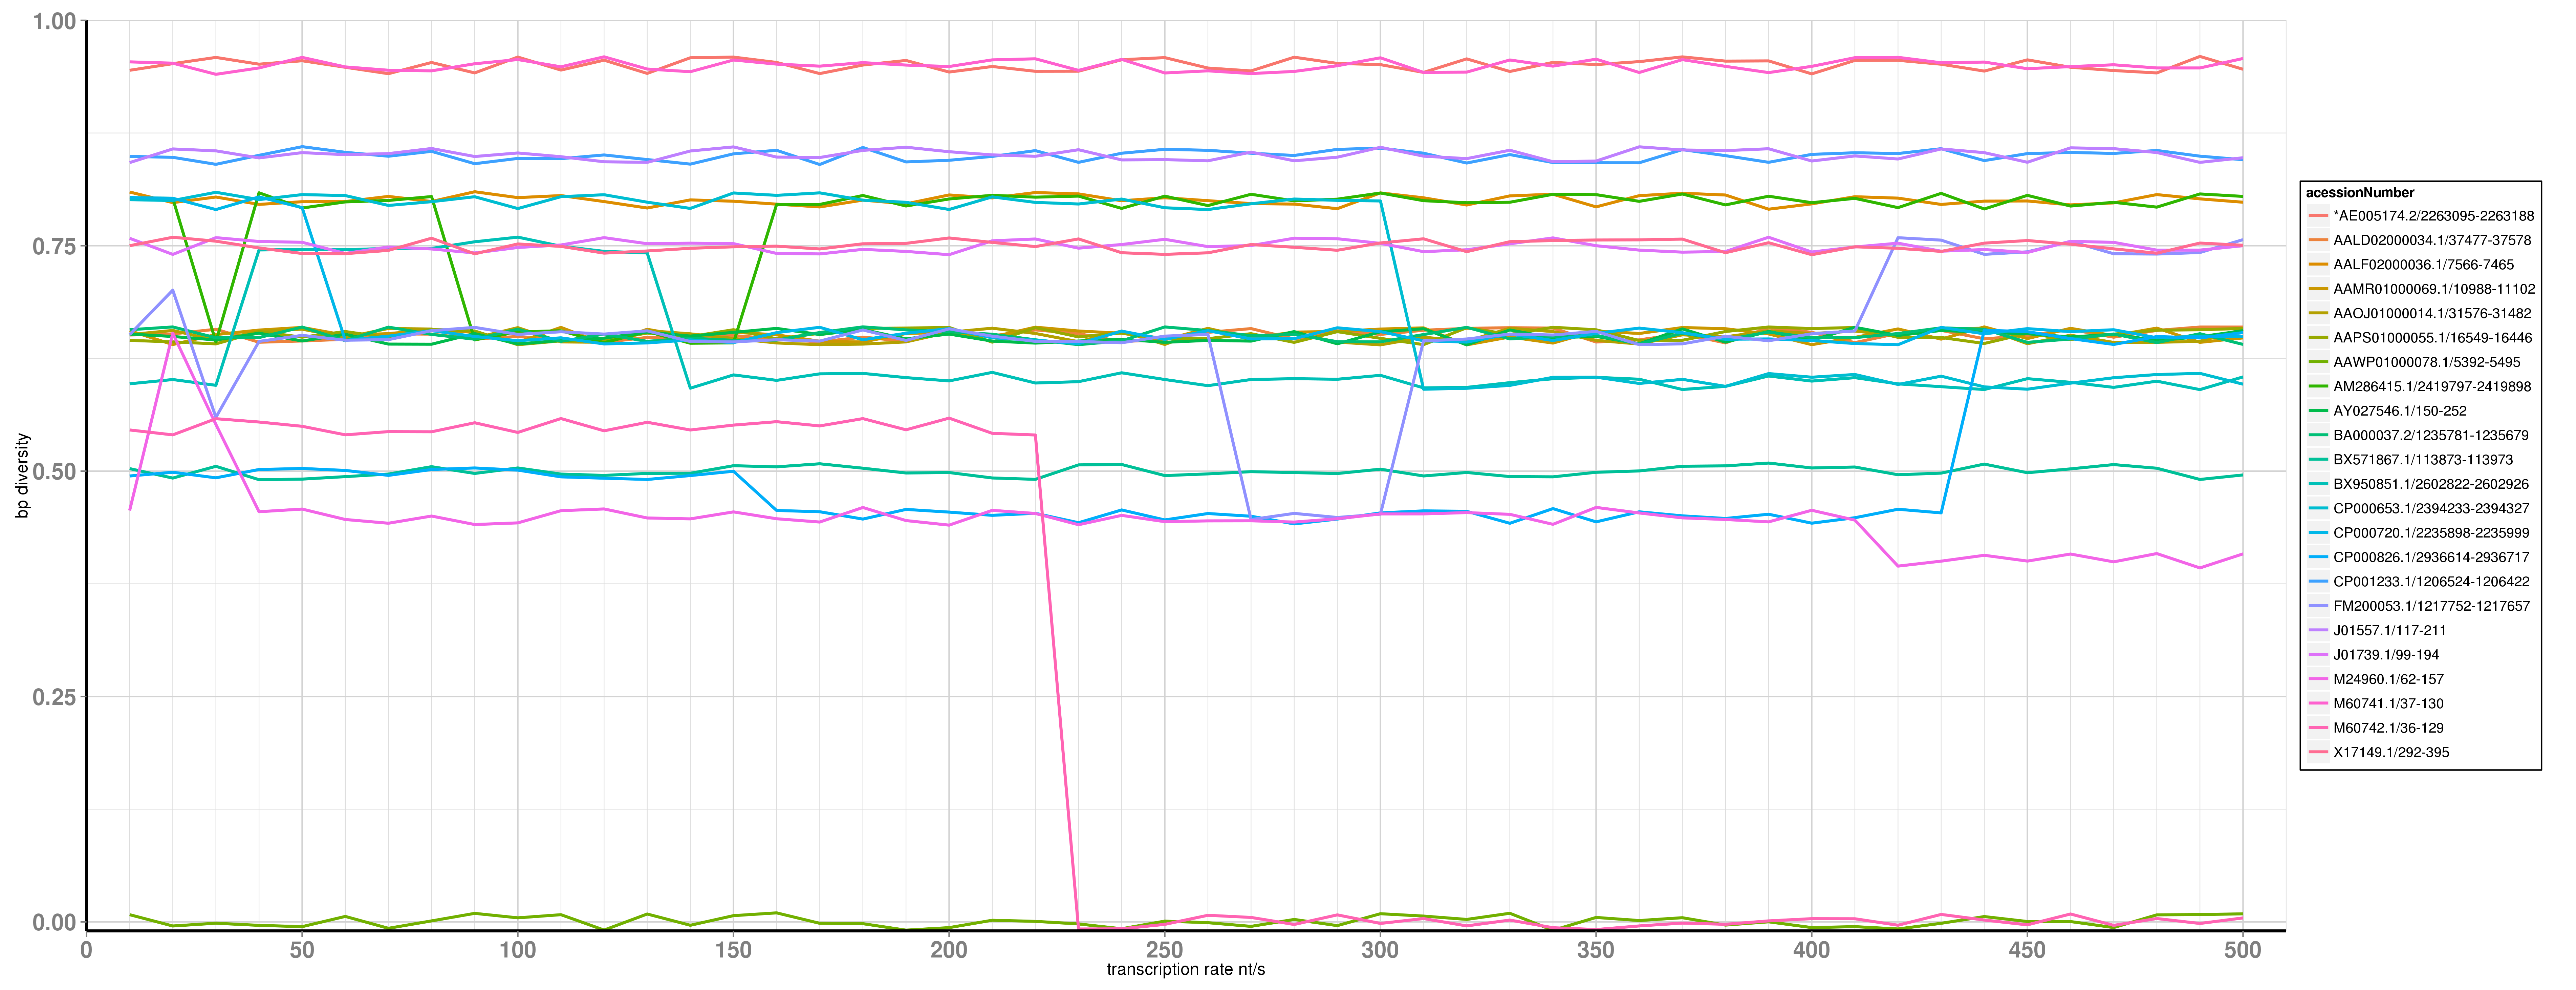 1.00
0.75
0.50
0.25
0.00
bp diversity
0 50 100 150 200 250 300 350 400 450 500
transcription rate nt/s
acessionNumber
*AE005174.2/2263095-2263188
AALD02000034.1/37477-37578
AALF02000036.1/7566-7465
AAMR01000069.1/10988-11102
AAOJ01000014.1/31576-31482
AAPS01000055.1/16549-16446
AAWP01000078.1/5392-5495
AM286415.1/2419797-2419898
AY027546.1/150-252
BA000037.2/1235781-1235679
BX571867.1/113873-113973
BX950851.1/2602822-2602926
CP000653.1/2394233-2394327
CP000720.1/2235898-2235999
CP000826.1/2936614-2936717
CP001233.1/1206524-1206422
FM200053.1/1217752-1217657
J01557.1/117-211
J01739.1/99-194
M24960.1/62-157
M60741.1/37-130
M60742.1/36-129
X17149.1/292-395